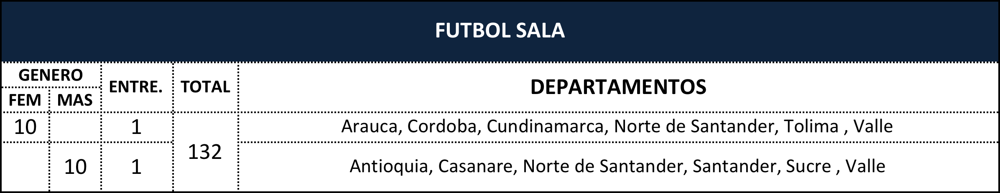 FUTBOL SALA
GENERO
ENTRE.
TOTAL
DEPARTAMENTOS
FEM
MAS
10
1
132
Arauca, Cordoba, Cundinamarca, Norte de Santander, Tolima , Valle
10
1
Antioquia, Casanare, Norte de Santander, Santander, Sucre , Valle